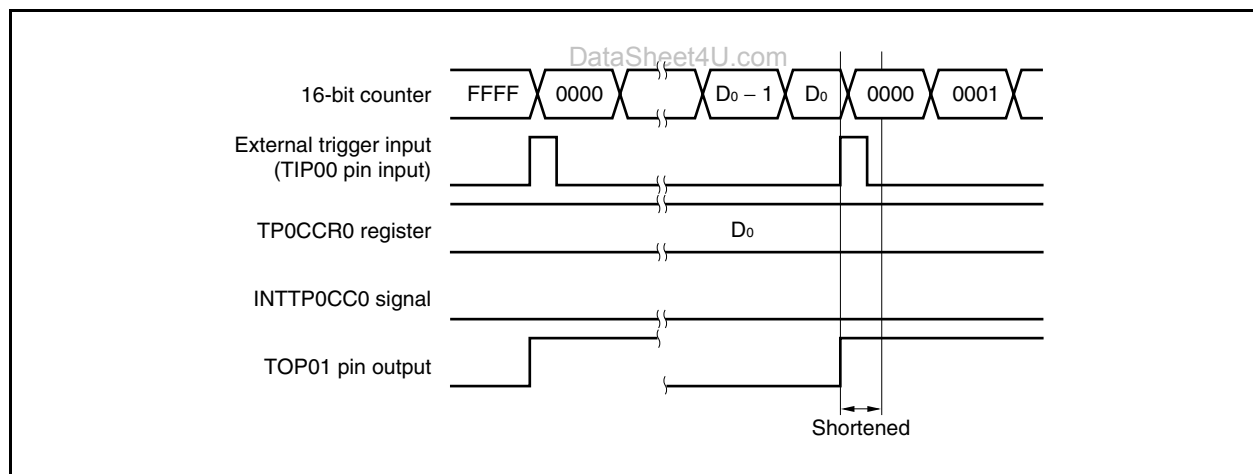 DataSheet4U.com
16-bit counter FFFF 0000 D0 − 1 D0 0000 0001
External trigger input
(TIP00 pin input)
TP0CCR0 register D0
INTTP0CC0 signal
TOP01 pin output
Shortened